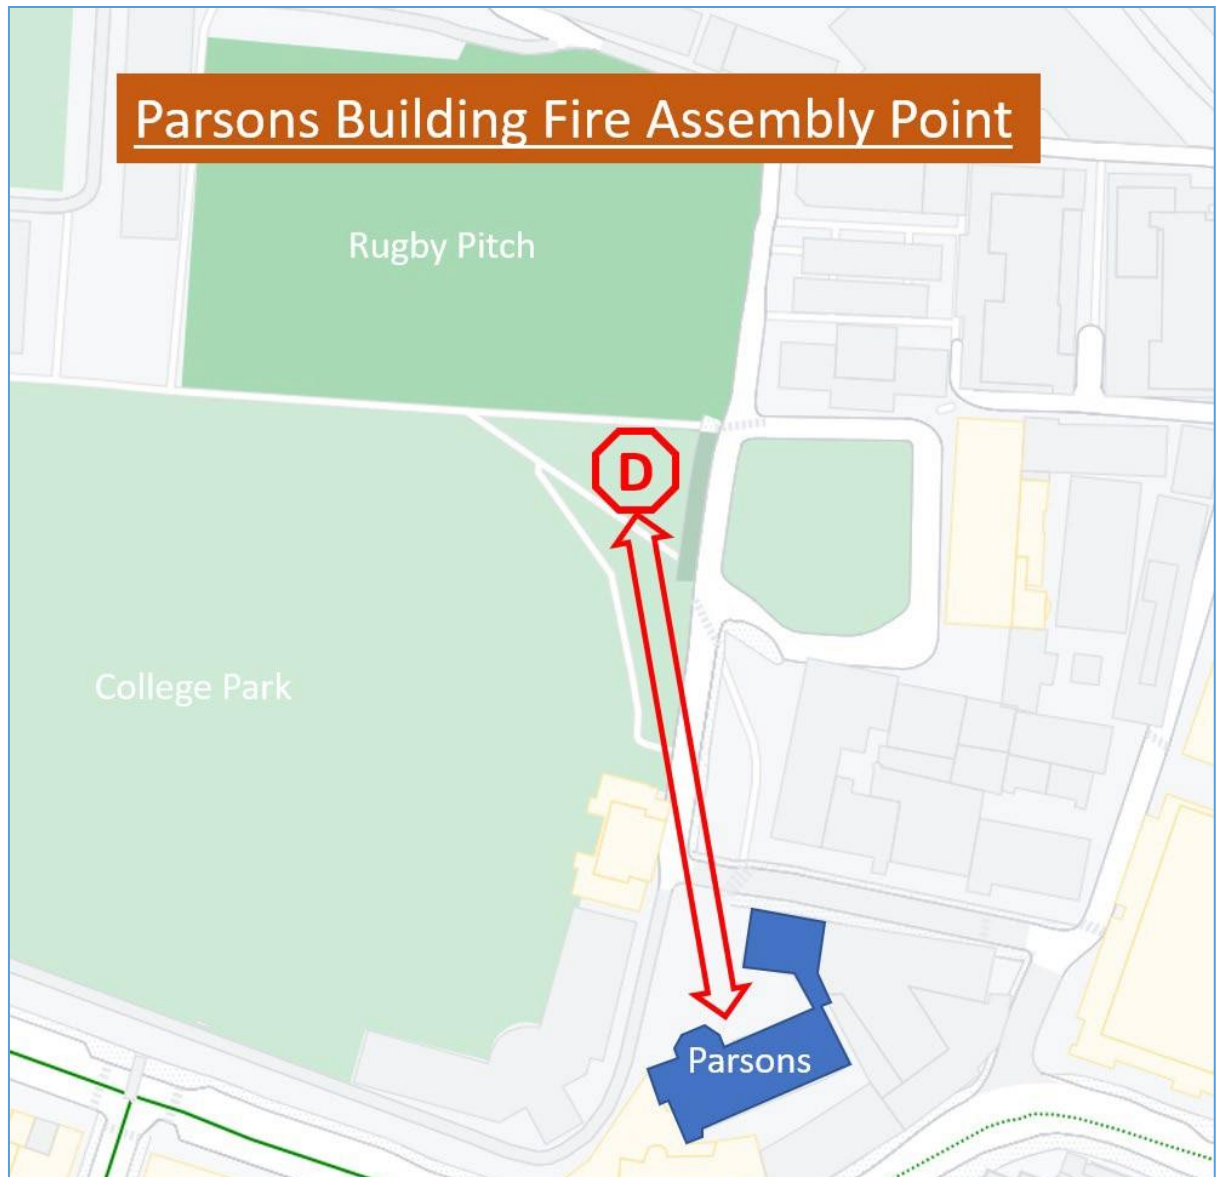 Parsons Building Fire Assembly Point
Rugby Pitch
D
College Park
Parsons